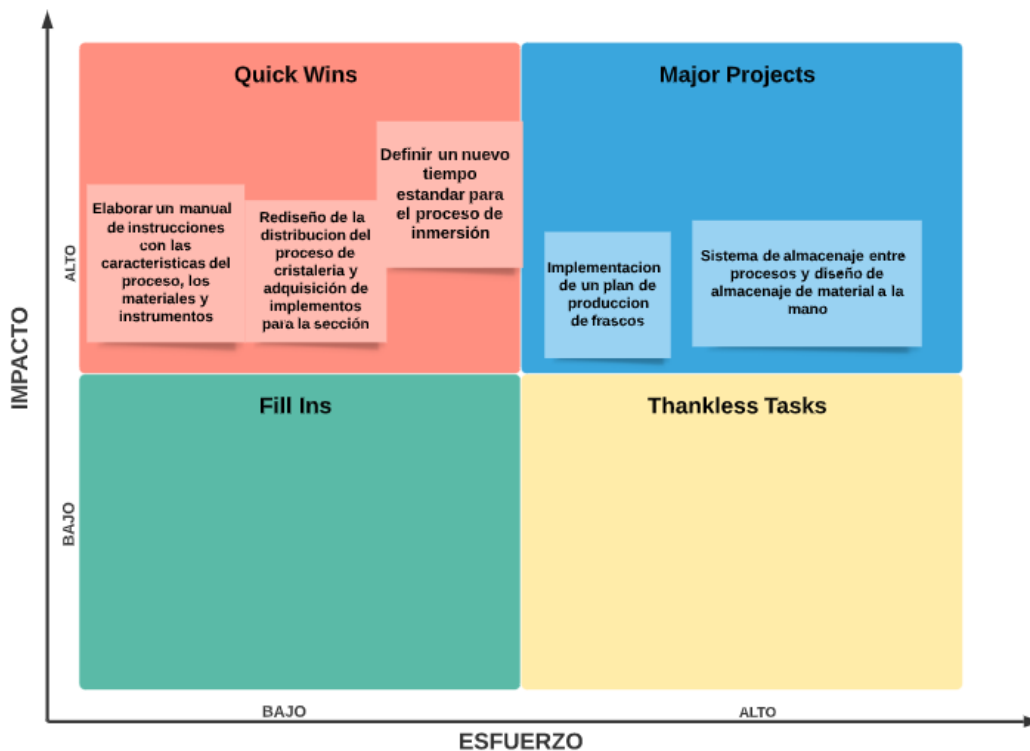 Quick Wins
Major Projects
Definir un nuevo
tiempo
estandar para
el proceso de
inmersión
Elaborar un manual
de instrucciones
con las
caracteristicas del
proceso, los
materiales y
instrumentos
Rediseño de la
distribucion del
proceso de
cristaleria y
adquisición de
implementos
para la sección
Implementacion
de un plan de
produccion
de frascos
Sistema de almacenaje entre
procesos y diseño de
almacenaje de material a la
mano
ALTO
IMPACTO
Fill Ins
Thankless Tasks
BAJO
BAJO
ALTO
ESFUERZO